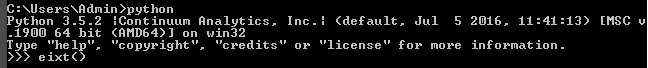 C:\Users\Admin>python
Python 3.5.2 |Continuum Analytics, Inc.| (default, Jul  5 2016, 11:41:13) [MSC v
.1900 64 bit (AMD64)] on win32
Type "help", "copyright", "credits" or "license" for more information.
>>> eixt()